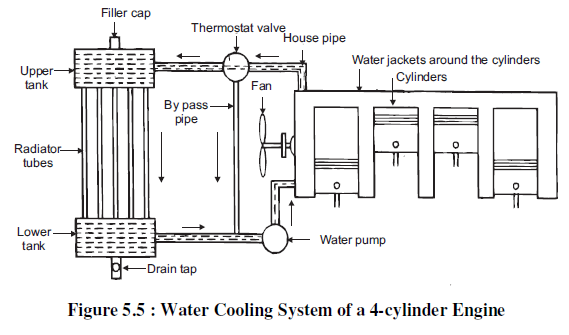 Filler cap
Thermostat valve
House pipe
Water jackets around the cylinders
Cylinders
Upper
tank
Fan
By pass
pipe
Radiator
tubes
Lower
tank
Water pump
Drain tap
Figure 5.5 : Water Cooling System of a 4-cylinder Engine